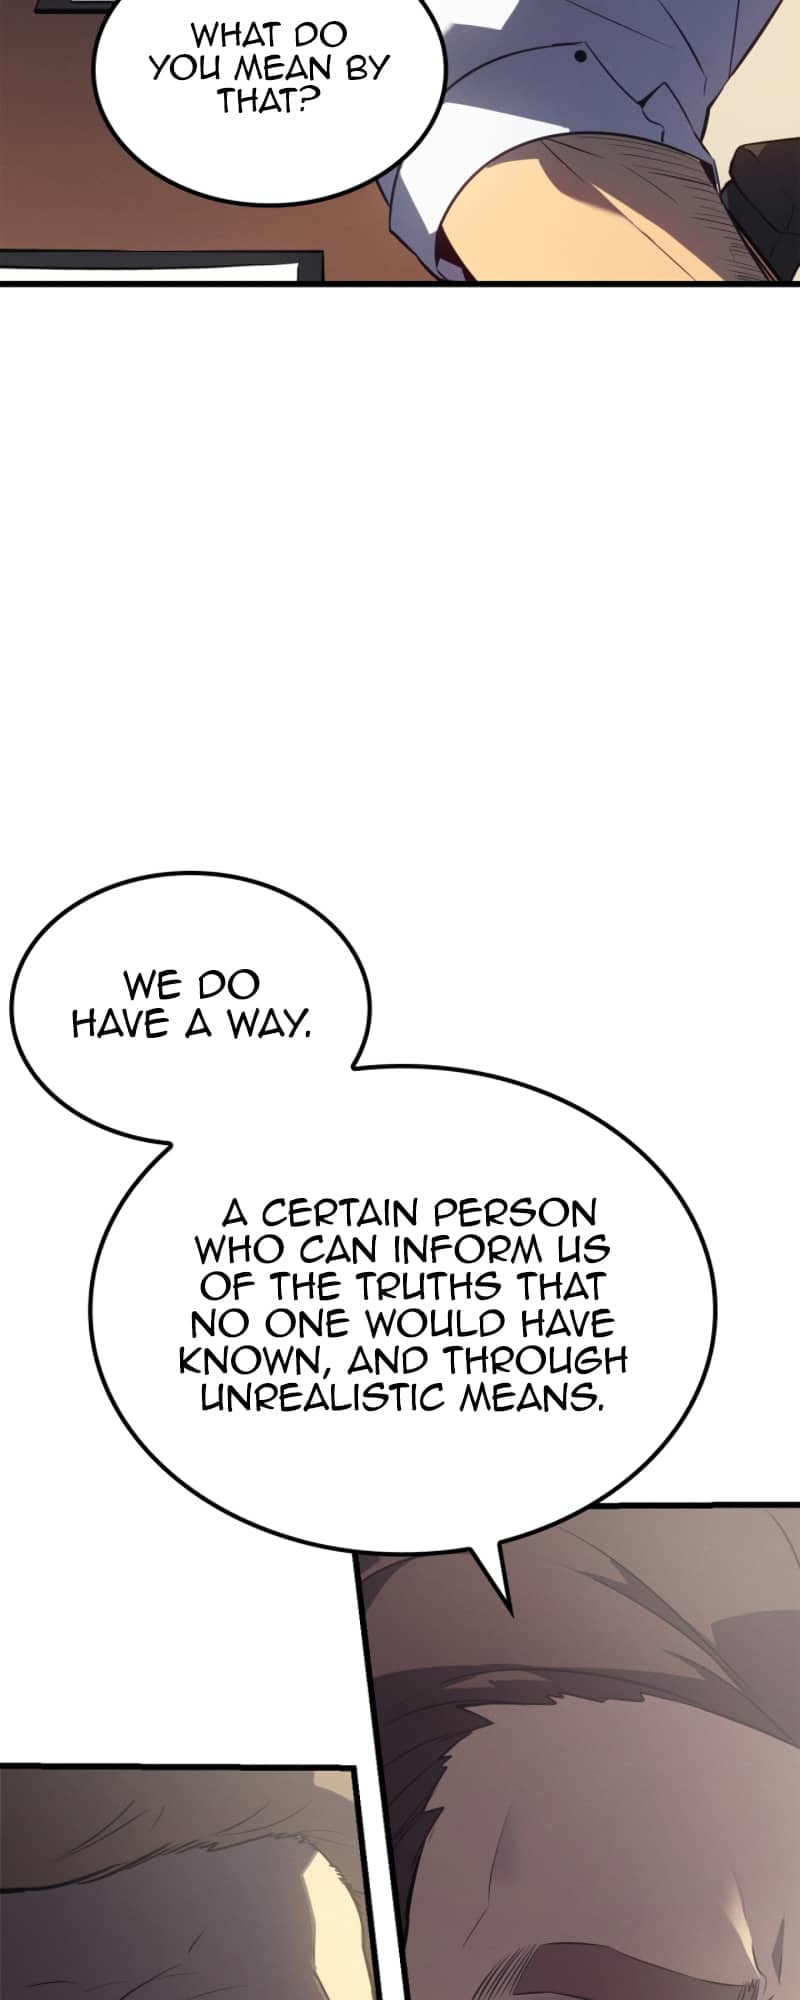 WHAT DO
YOU MEAN BY
THAT?
WE DO
HAVE A WAY.
A CERTAIN PERSON
WHO CAN INFORM US
OF THE TRUTHS THAT
NO ONE WOULD HAVE
KNOWN, AND THROUGH
UNREALISTIC MEANS.